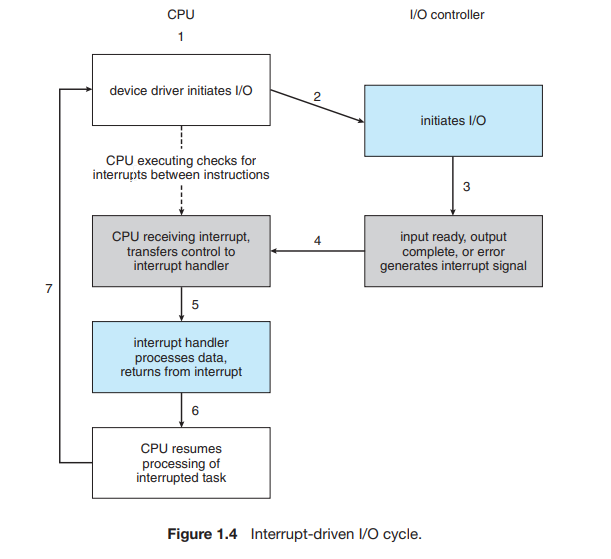 CPU
I/O controller
1
device driver initiates I/O
2
initiates I/O
CPU executing checks for
interrupts between instructions
3
CPU receiving interrupt,
transfers control to
interrupt handler
4
input ready, output
complete, or error
generates interrupt signal
7
5
interrupt handler
processes data,
returns from interrupt
6
CPU resumes
processing of
interrupted task
Figure 1.4 Interrupt-driven I/O cycle.